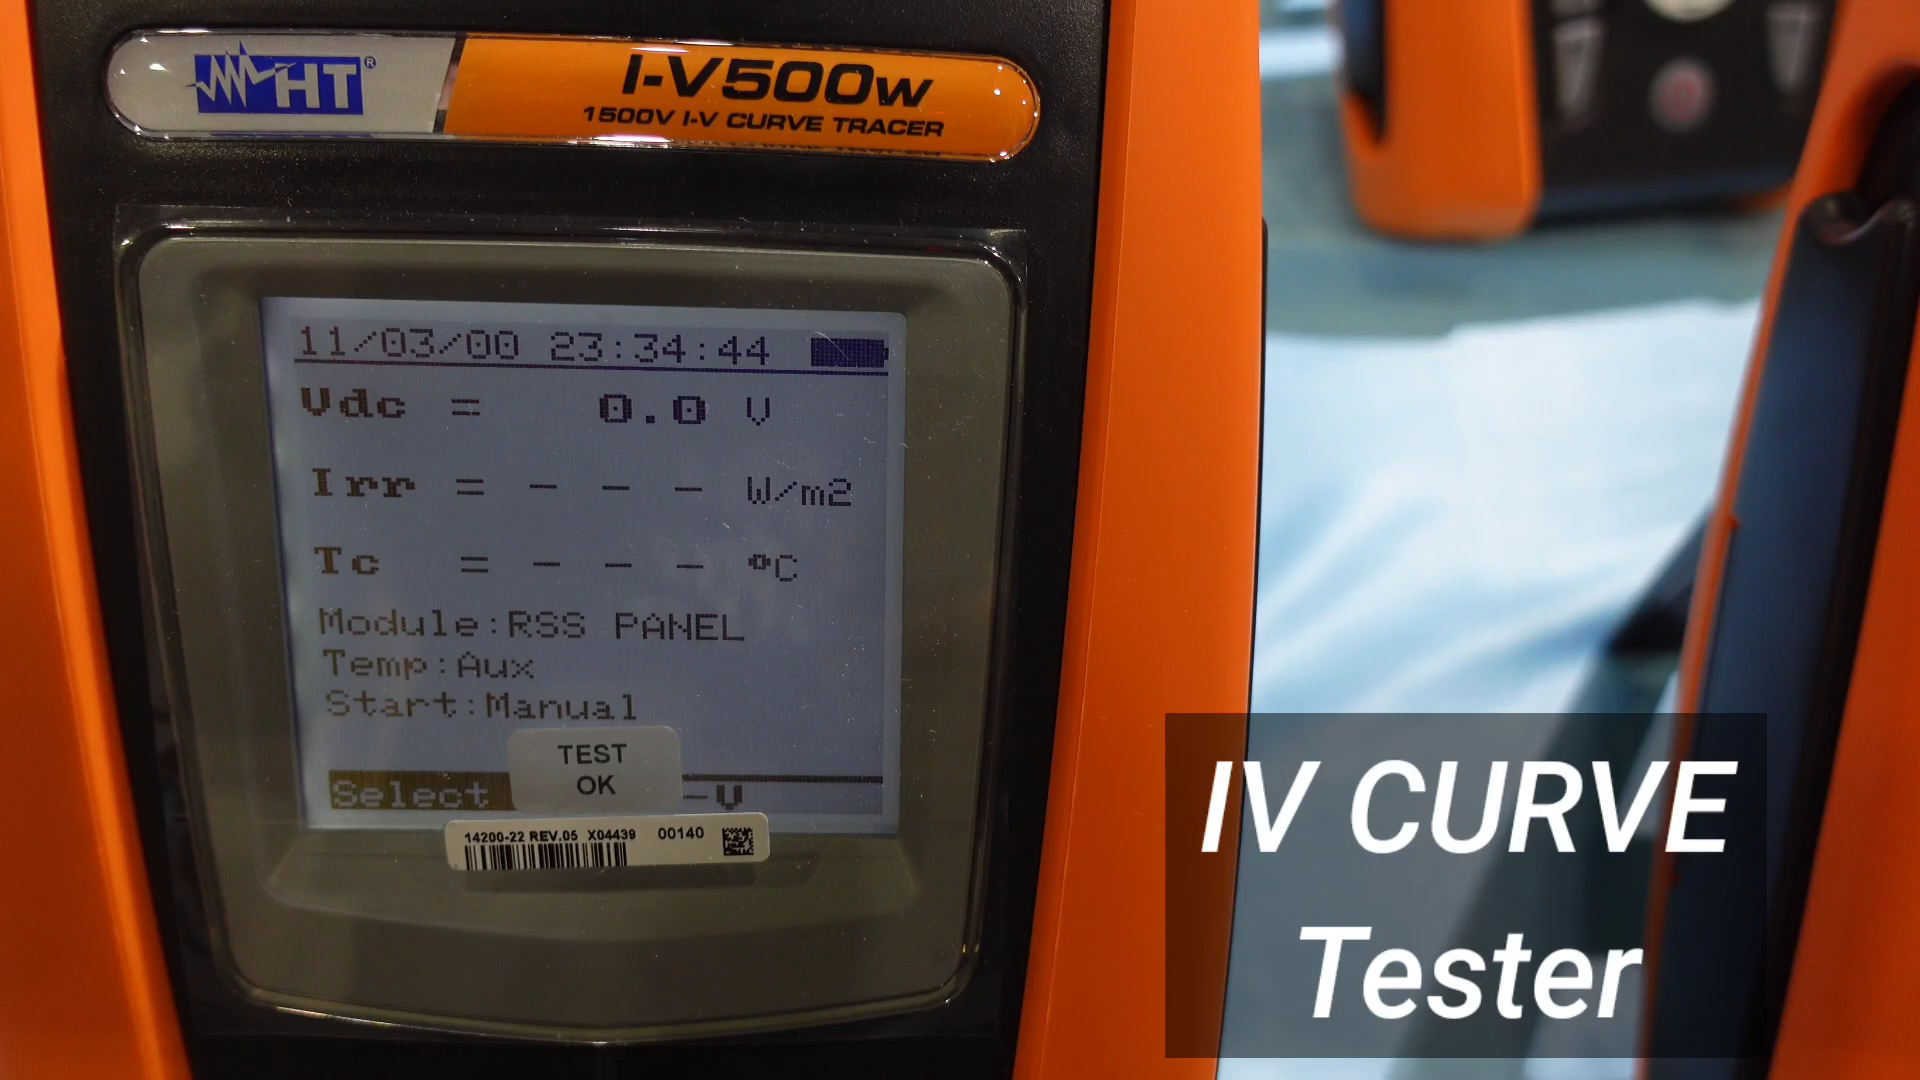 HT®
I-V500w
1500V I-V CURVE TRACER
11/03/00 23:34:44
Vdc = 0.0 V
Irr = - - - W/m2
Tc = - - - °C
Module:RSS PANEL
Temp:Aux
Start:Manual
TEST
OK
Select -V
14200-22 REV.05 X04439 00140
IV CURVE
Tester